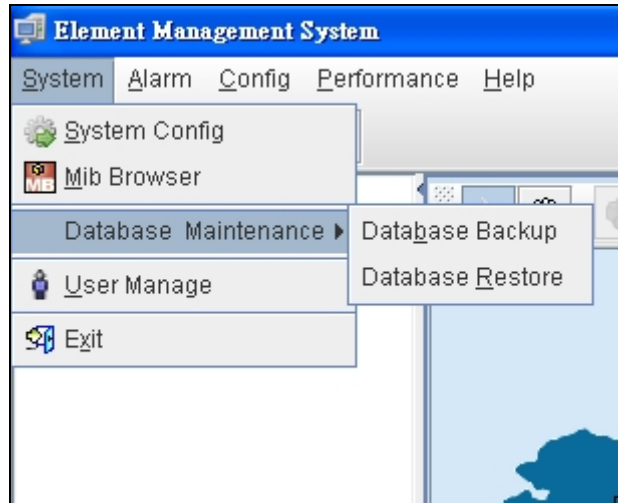 Element Management System
System Alarm Config Performance Help
System Config
MB
Mib Browser
Database Maintenance
Database Backup
Database Restore
User Manage
Exit